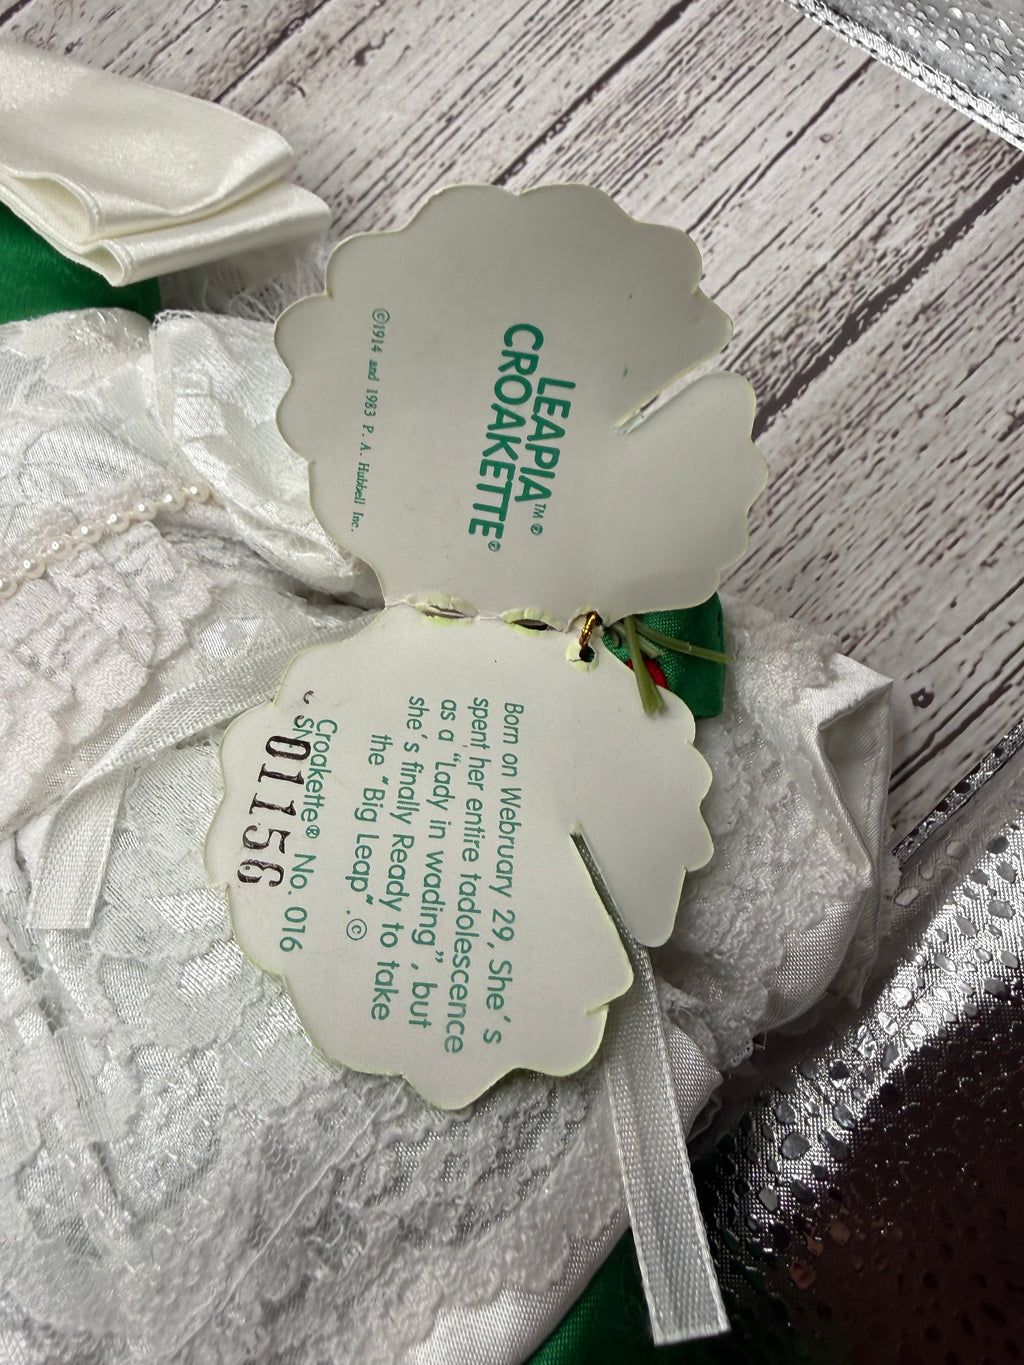 LEAPIA™®
CROAKETTE®
©1914 and 1983 P. A. Hubbell Inc.
Born on Webruary 29, She's
spent her entire tadolescence
as a "Lady in wading", but
she's finally Ready to take
the "Big Leap". ©
Croakette® No. 016
01156